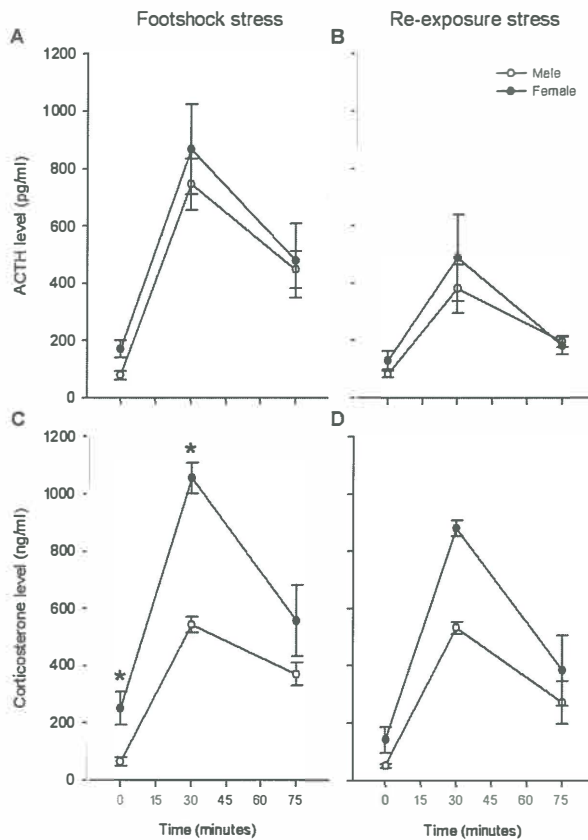 Footshock stress
Re-exposure stress
A
B
1200
1000
800
600
400
200
0
ACTH level (pg/ml)
Male
Female
C
D
1200
1000
800
600
400
200
0
Corticosterone level (ng/ml)
*
*
0 15 30 45 60 75
0 15 30 45 60 75
Time (minutes)
Time (minutes)